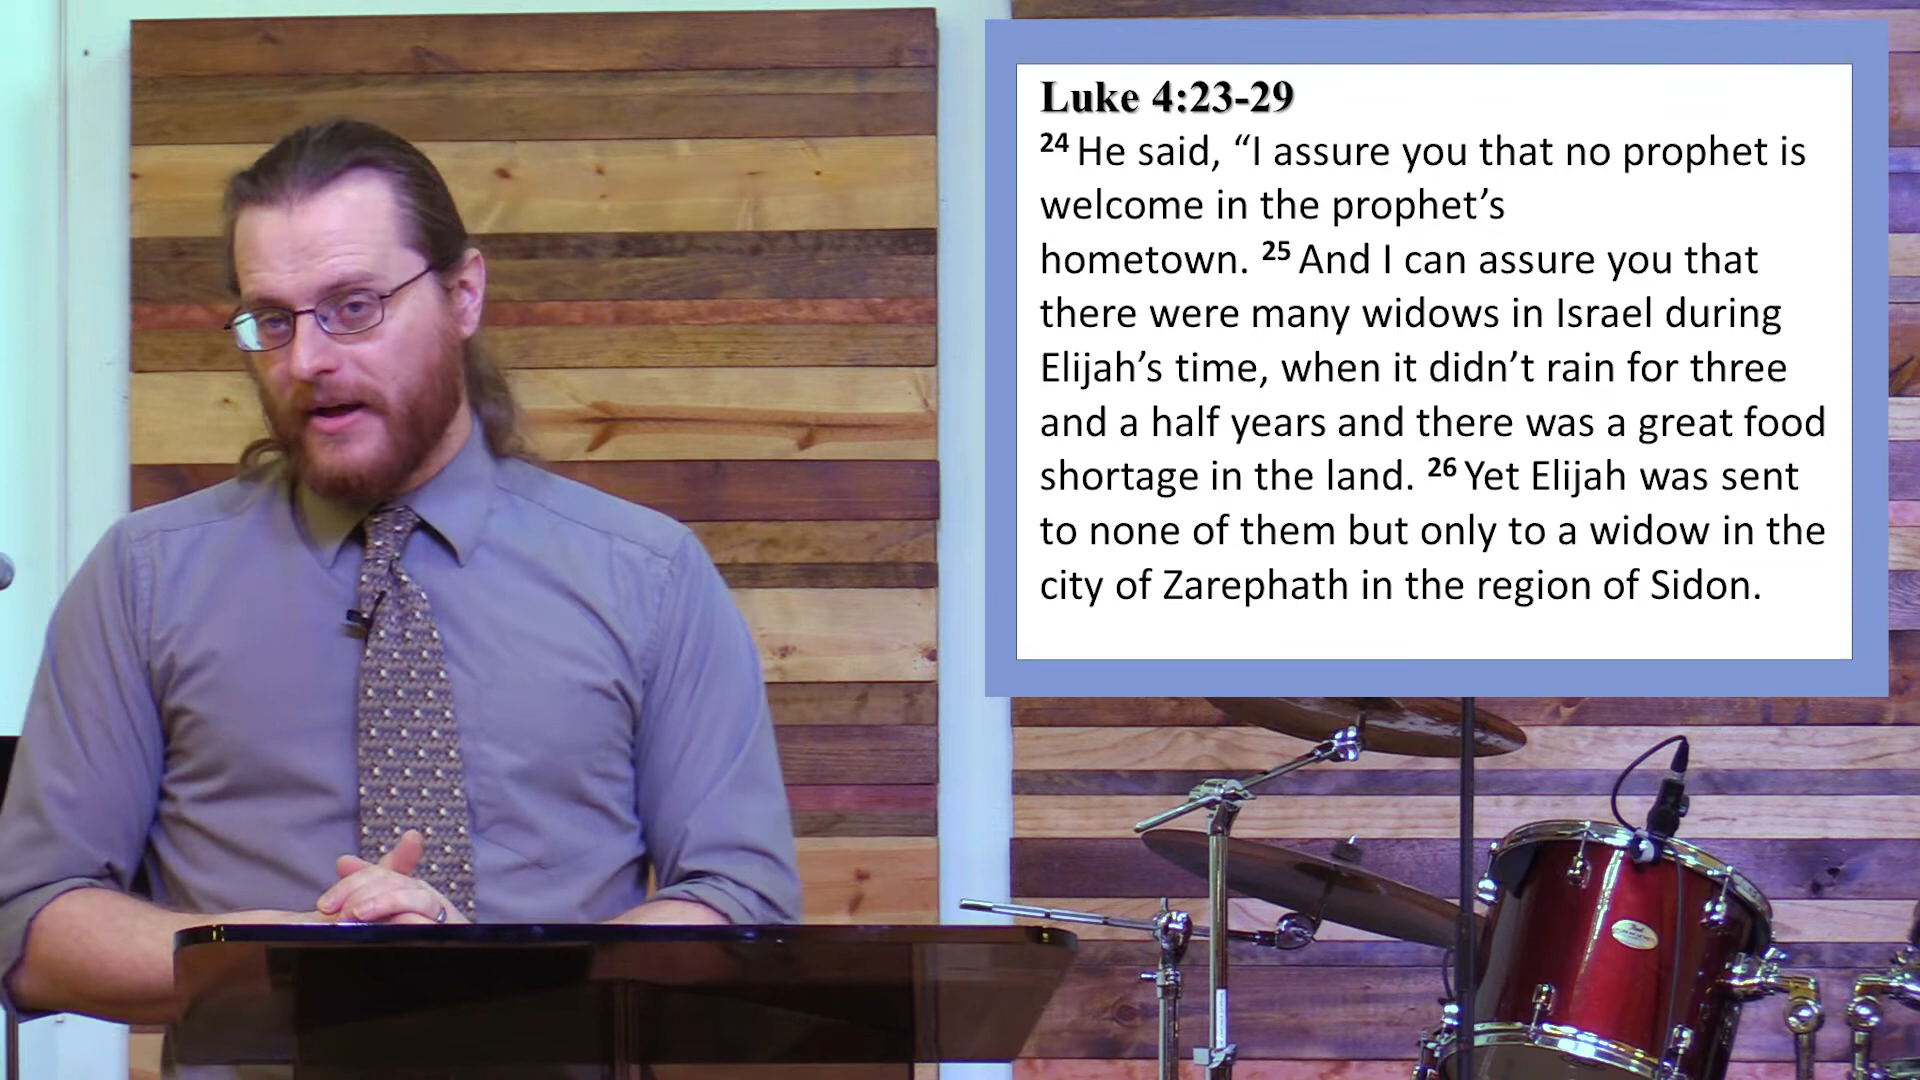 Luke 4:23-29
24 He said, “I assure you that no prophet is
welcome in the prophet’s
hometown. 25 And I can assure you that
there were many widows in Israel during
Elijah’s time, when it didn’t rain for three
and a half years and there was a great food
shortage in the land. 26 Yet Elijah was sent
to none of them but only to a widow in the
city of Zarephath in the region of Sidon.
Pearl